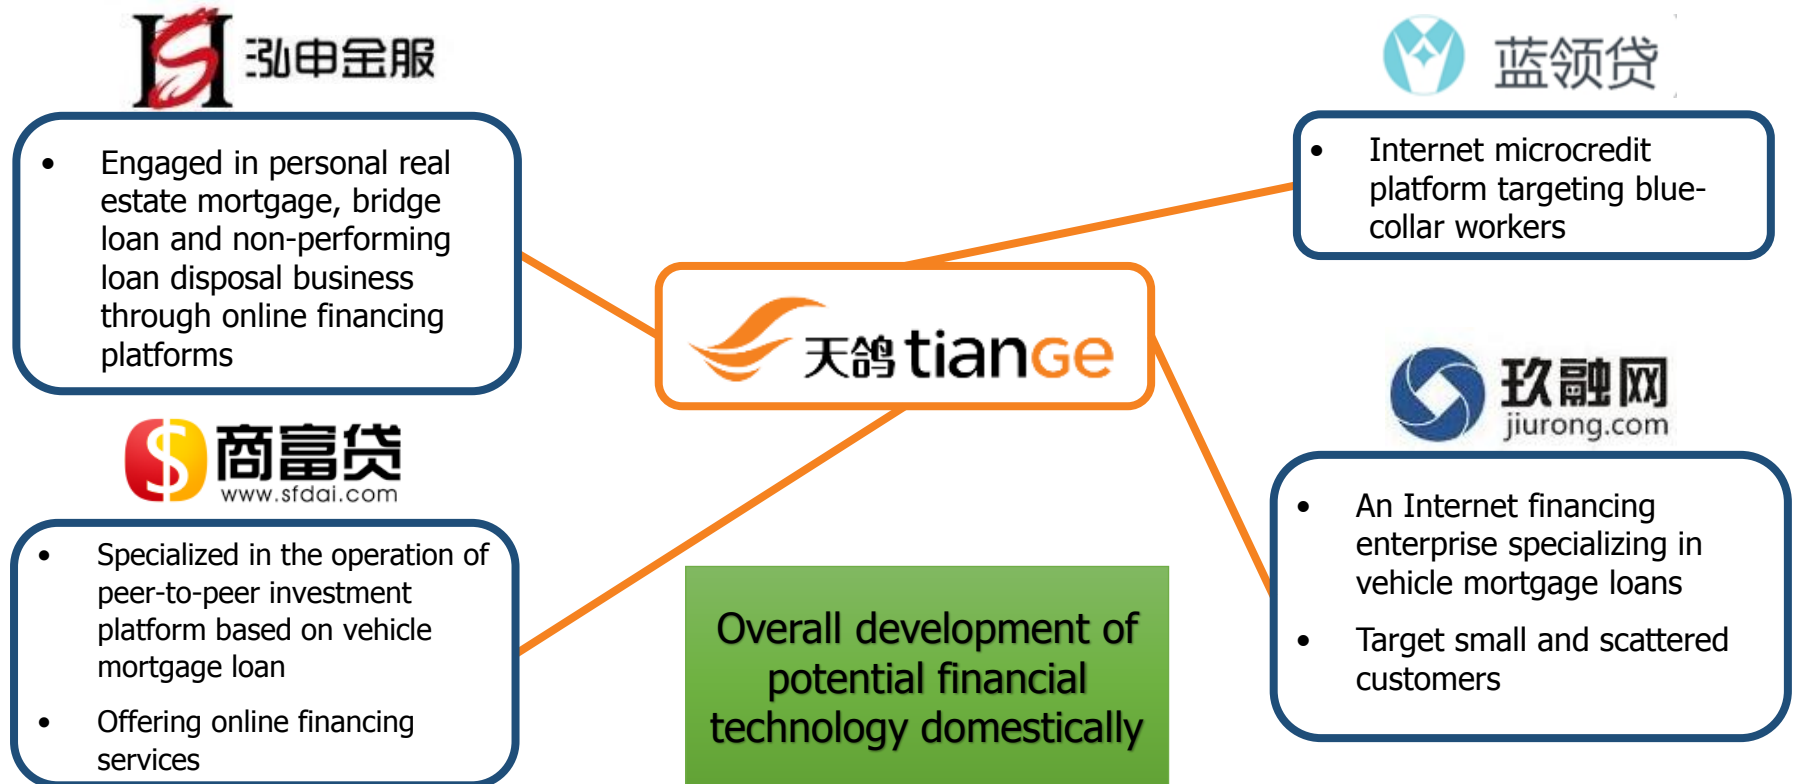 泓申金服
• Engaged in personal real
estate mortgage, bridge
loan and non-performing
loan disposal business
through online financing
platforms
商富贷
www.sfdai.com
• Specialized in the operation of
peer-to-peer investment
platform based on vehicle
mortgage loan
• Offering online financing
services
天鸽 tiange
Overall development of
potential financial
technology domestically
蓝领贷
• Internet microcredit
platform targeting blue-
collar workers
玖融网
jiurong.com
• An Internet financing
enterprise specializing in
vehicle mortgage loans
• Target small and scattered
customers